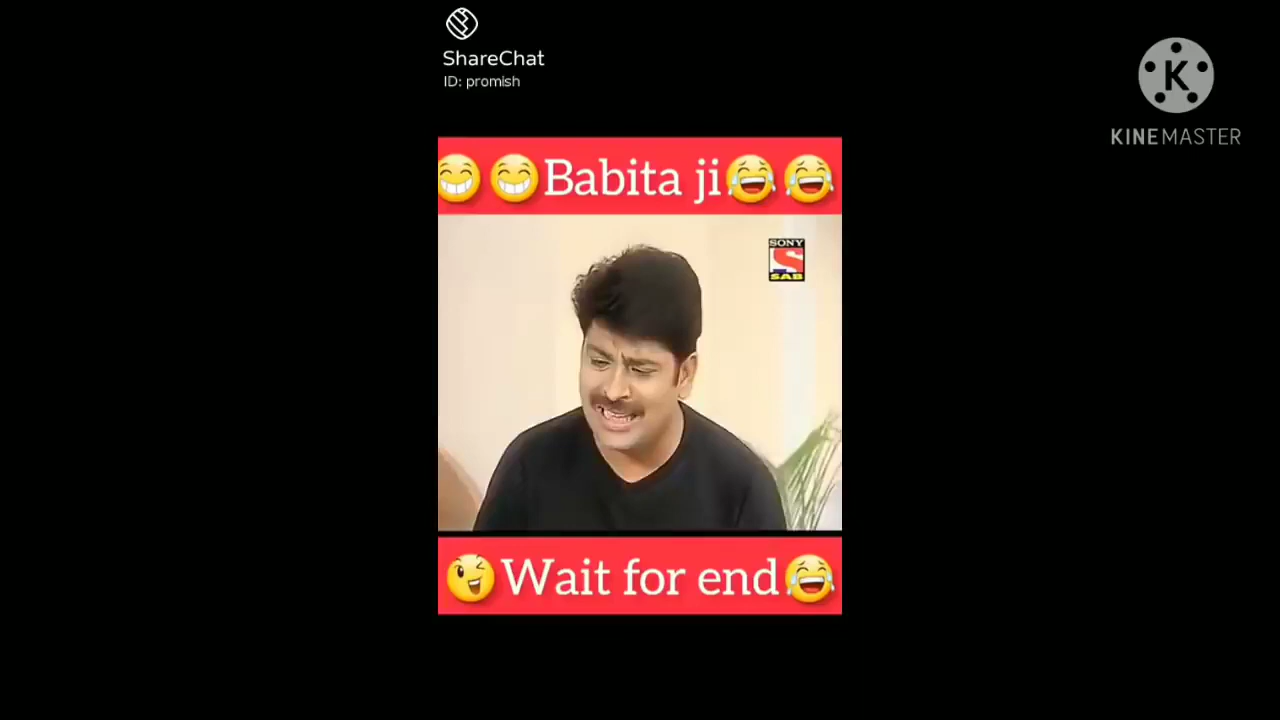 ShareChat
ID: promish
K
KINEMASTER
😁😁Babita ji😂😂
SONY
S
SAB
😉Wait for end😂